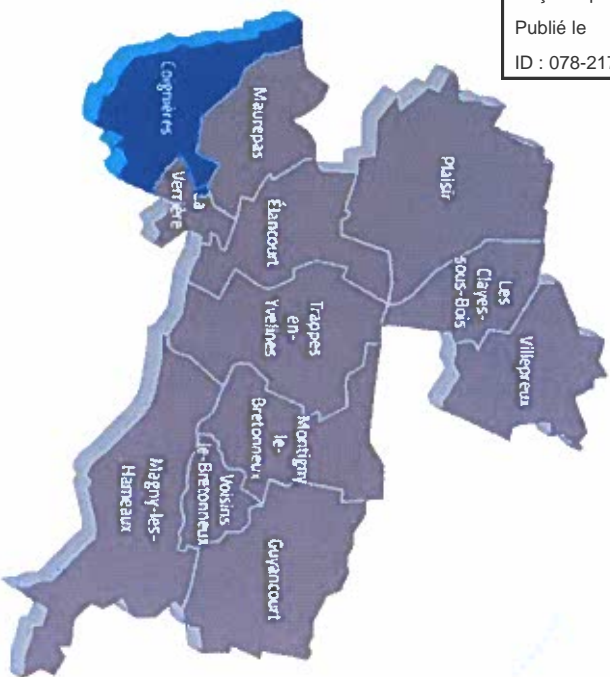 Publié le
ID : 078-217
Coignières
Maurepas
La
Verrière
Élancourt
Plaisir
Les
Clayes-
sous-Bois
Villepreux
Trappes
en-
Yvelines
Montigny
le-
Bretonneux
Voisins
le-Bretonneux
Guyancourt
Magny-les-
Hameaux